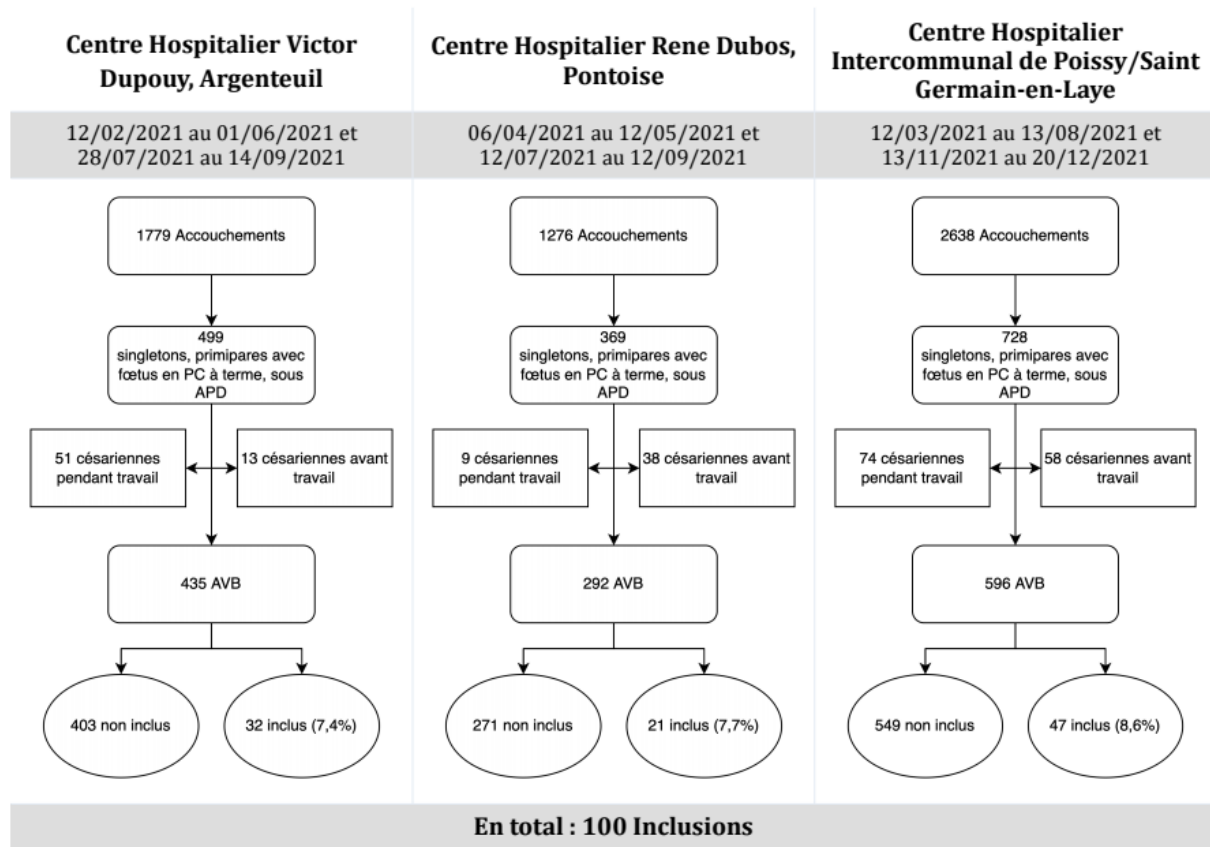 Centre Hospitalier Victor
Dupouy, Argenteuil
12/02/2021 au 01/06/2021 et
28/07/2021 au 14/09/2021
1779 Accouchements
499
singletons, primipares avec
fœtus en PC à terme, sous
APD
51 césariennes
pendant travail
13 césariennes avant
travail
435 AVB
403 non inclus
32 inclus (7,4%)
Centre Hospitalier Rene Dubos,
Pontoise
06/04/2021 au 12/05/2021 et
12/07/2021 au 12/09/2021
1276 Accouchements
369
singletons, primipares avec
fœtus en PC à terme, sous
APD
9 césariennes
pendant travail
38 césariennes avant
travail
292 AVB
271 non inclus
21 inclus (7,7%)
Centre Hospitalier
Intercommunal de Poissy/Saint
Germain-en-Laye
12/03/2021 au 13/08/2021 et
13/11/2021 au 20/12/2021
2638 Accouchements
728
singletons, primipares avec
fœtus en PC à terme, sous
APD
74 césariennes
pendant travail
58 césariennes avant
travail
596 AVB
549 non inclus
47 inclus (8,6%)
En total : 100 Inclusions